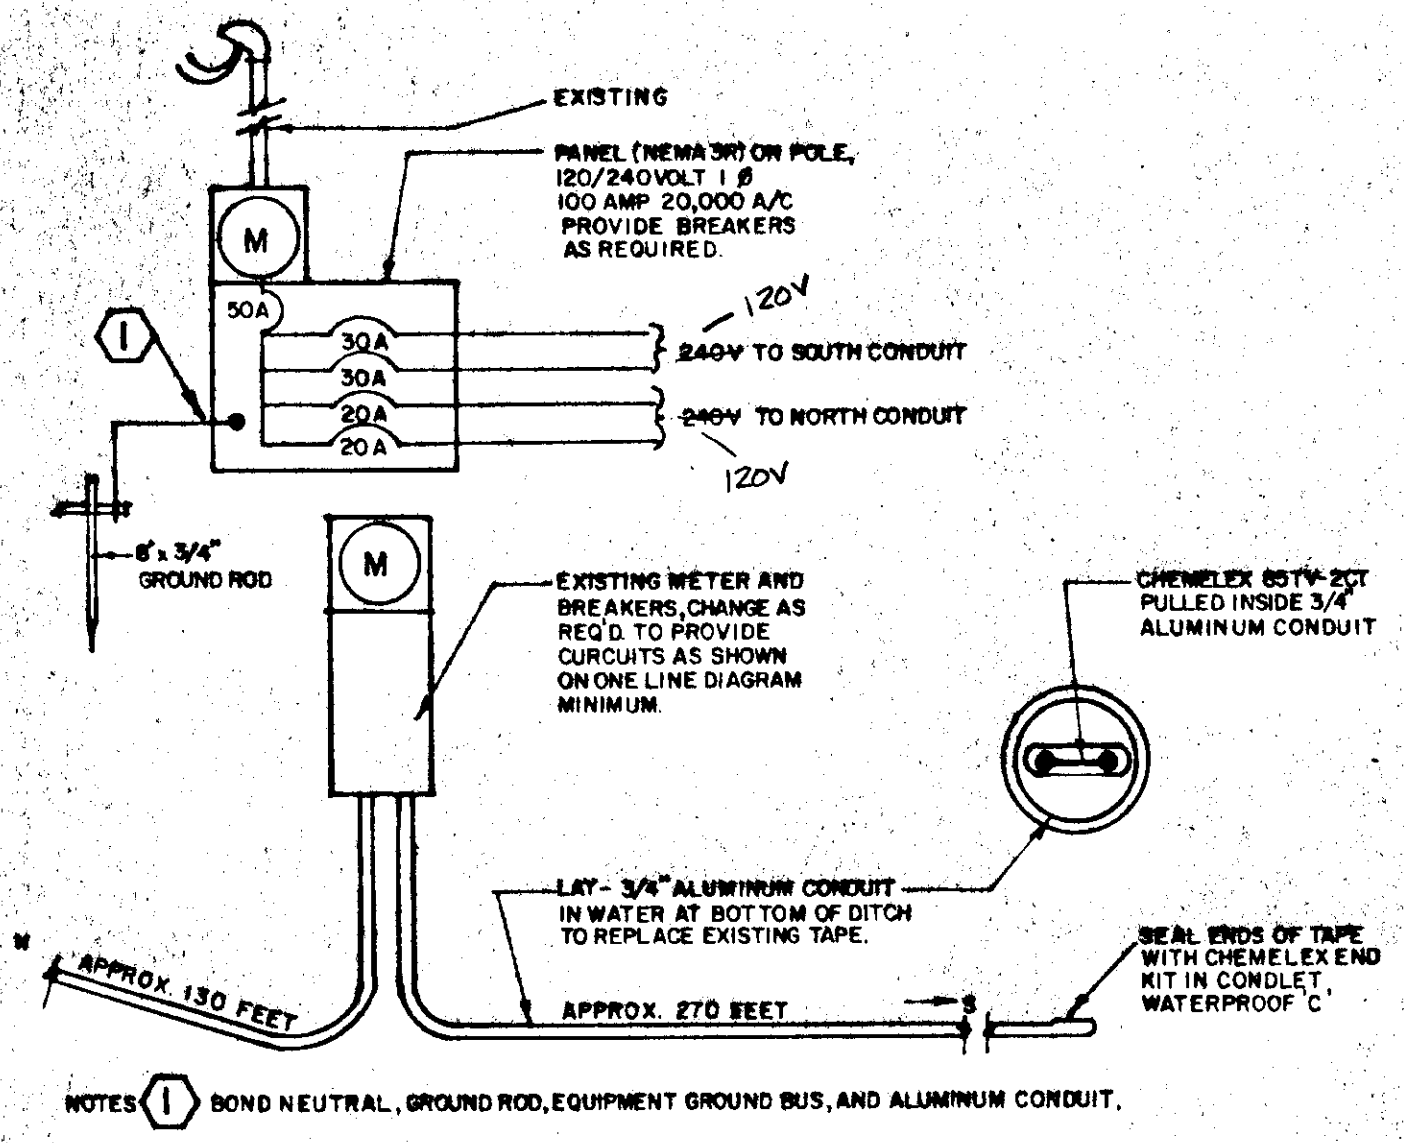 EXISTING
PANEL (NEMA 3R) ON POLE,
120/240 VOLT 1 Ø
100 AMP 20,000 A/C
PROVIDE BREAKERS
AS REQUIRED.
M
50A
1
30A
30A
20A
20A
120V
240V TO SOUTH CONDUIT
240V TO NORTH CONDUIT
120V
8' x 3/4"
GROUND ROD
M
EXISTING METER AND
BREAKERS, CHANGE AS
REQ'D. TO PROVIDE
CURCUITS AS SHOWN
ON ONE LINE DIAGRAM
MINIMUM.
CHEMELEX 85TV-2CT
PULLED INSIDE 3/4"
ALUMINUM CONDUIT
LAY - 3/4" ALUMINUM CONDUIT
IN WATER AT BOTTOM OF DITCH
TO REPLACE EXISTING TAPE.
SEAL ENDS OF TAPE
WITH CHEMELEX END
KIT IN CONDLET,
WATERPROOF 'C'
N
APPROX. 130 FEET
APPROX. 270 FEET
S
NOTES 1 BOND NEUTRAL, GROUND ROD, EQUIPMENT GROUND BUS, AND ALUMINUM CONDUIT.